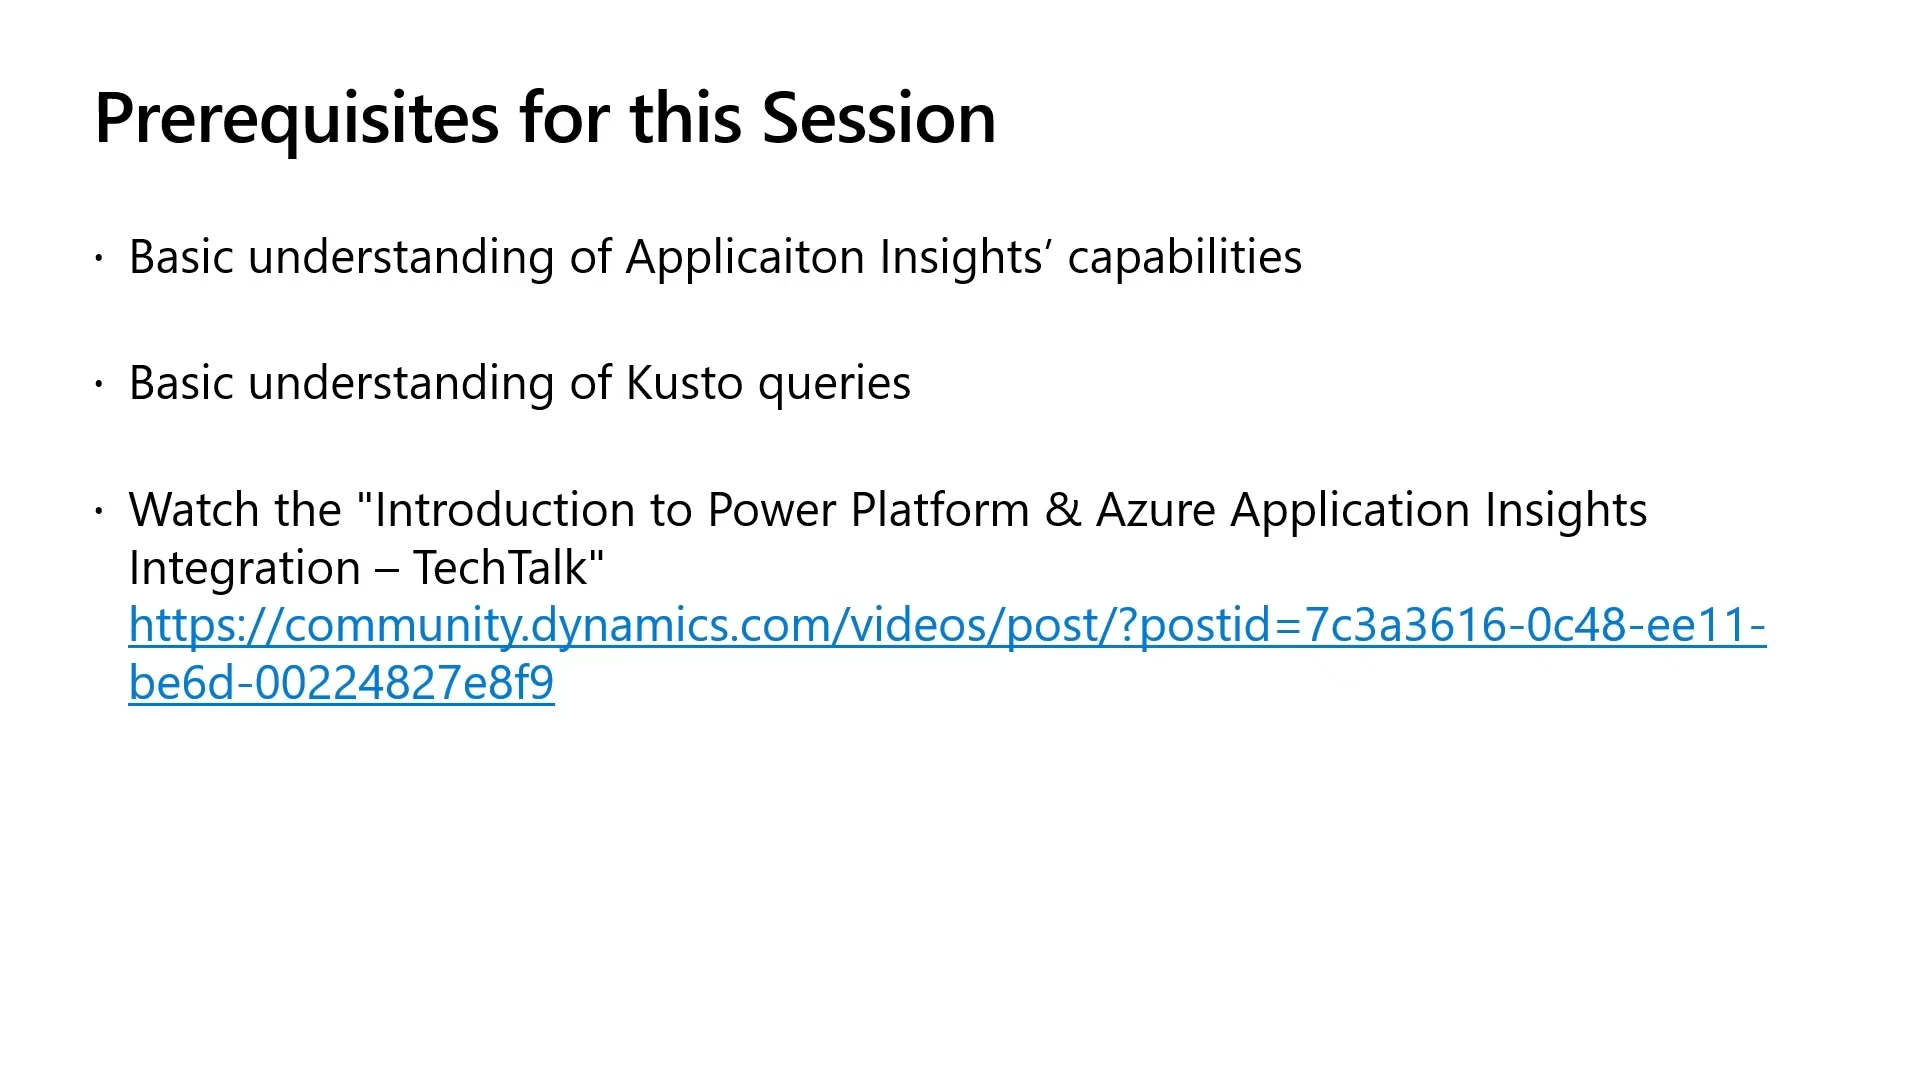 Prerequisites for this Session
· Basic understanding of Applicaiton Insights’ capabilities
· Basic understanding of Kusto queries
· Watch the "Introduction to Power Platform & Azure Application Insights
Integration – TechTalk"
https://community.dynamics.com/videos/post/?postid=7c3a3616-0c48-ee11-
be6d-00224827e8f9